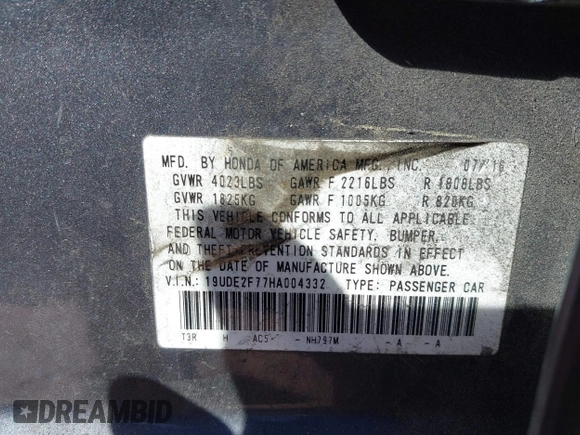 MFD. BY HONDA OF AMERICA MFG., INC. 07/16
GVWR 4023LBS GAWR F 2216LBS R 1808LBS
GVWR 1825KG GAWR F 1005KG R 820KG
THIS VEHICLE CONFORMS TO ALL APPLICABLE
FEDERAL MOTOR VEHICLE SAFETY, BUMPER,
AND THEFT PREVENTION STANDARDS IN EFFECT
ON THE DATE OF MANUFACTURE SHOWN ABOVE.
V.I.N.: 19UDE2F77HA004332 TYPE: PASSENGER CAR
T3R H AC5 - NH797M - A - A
DREAMBID